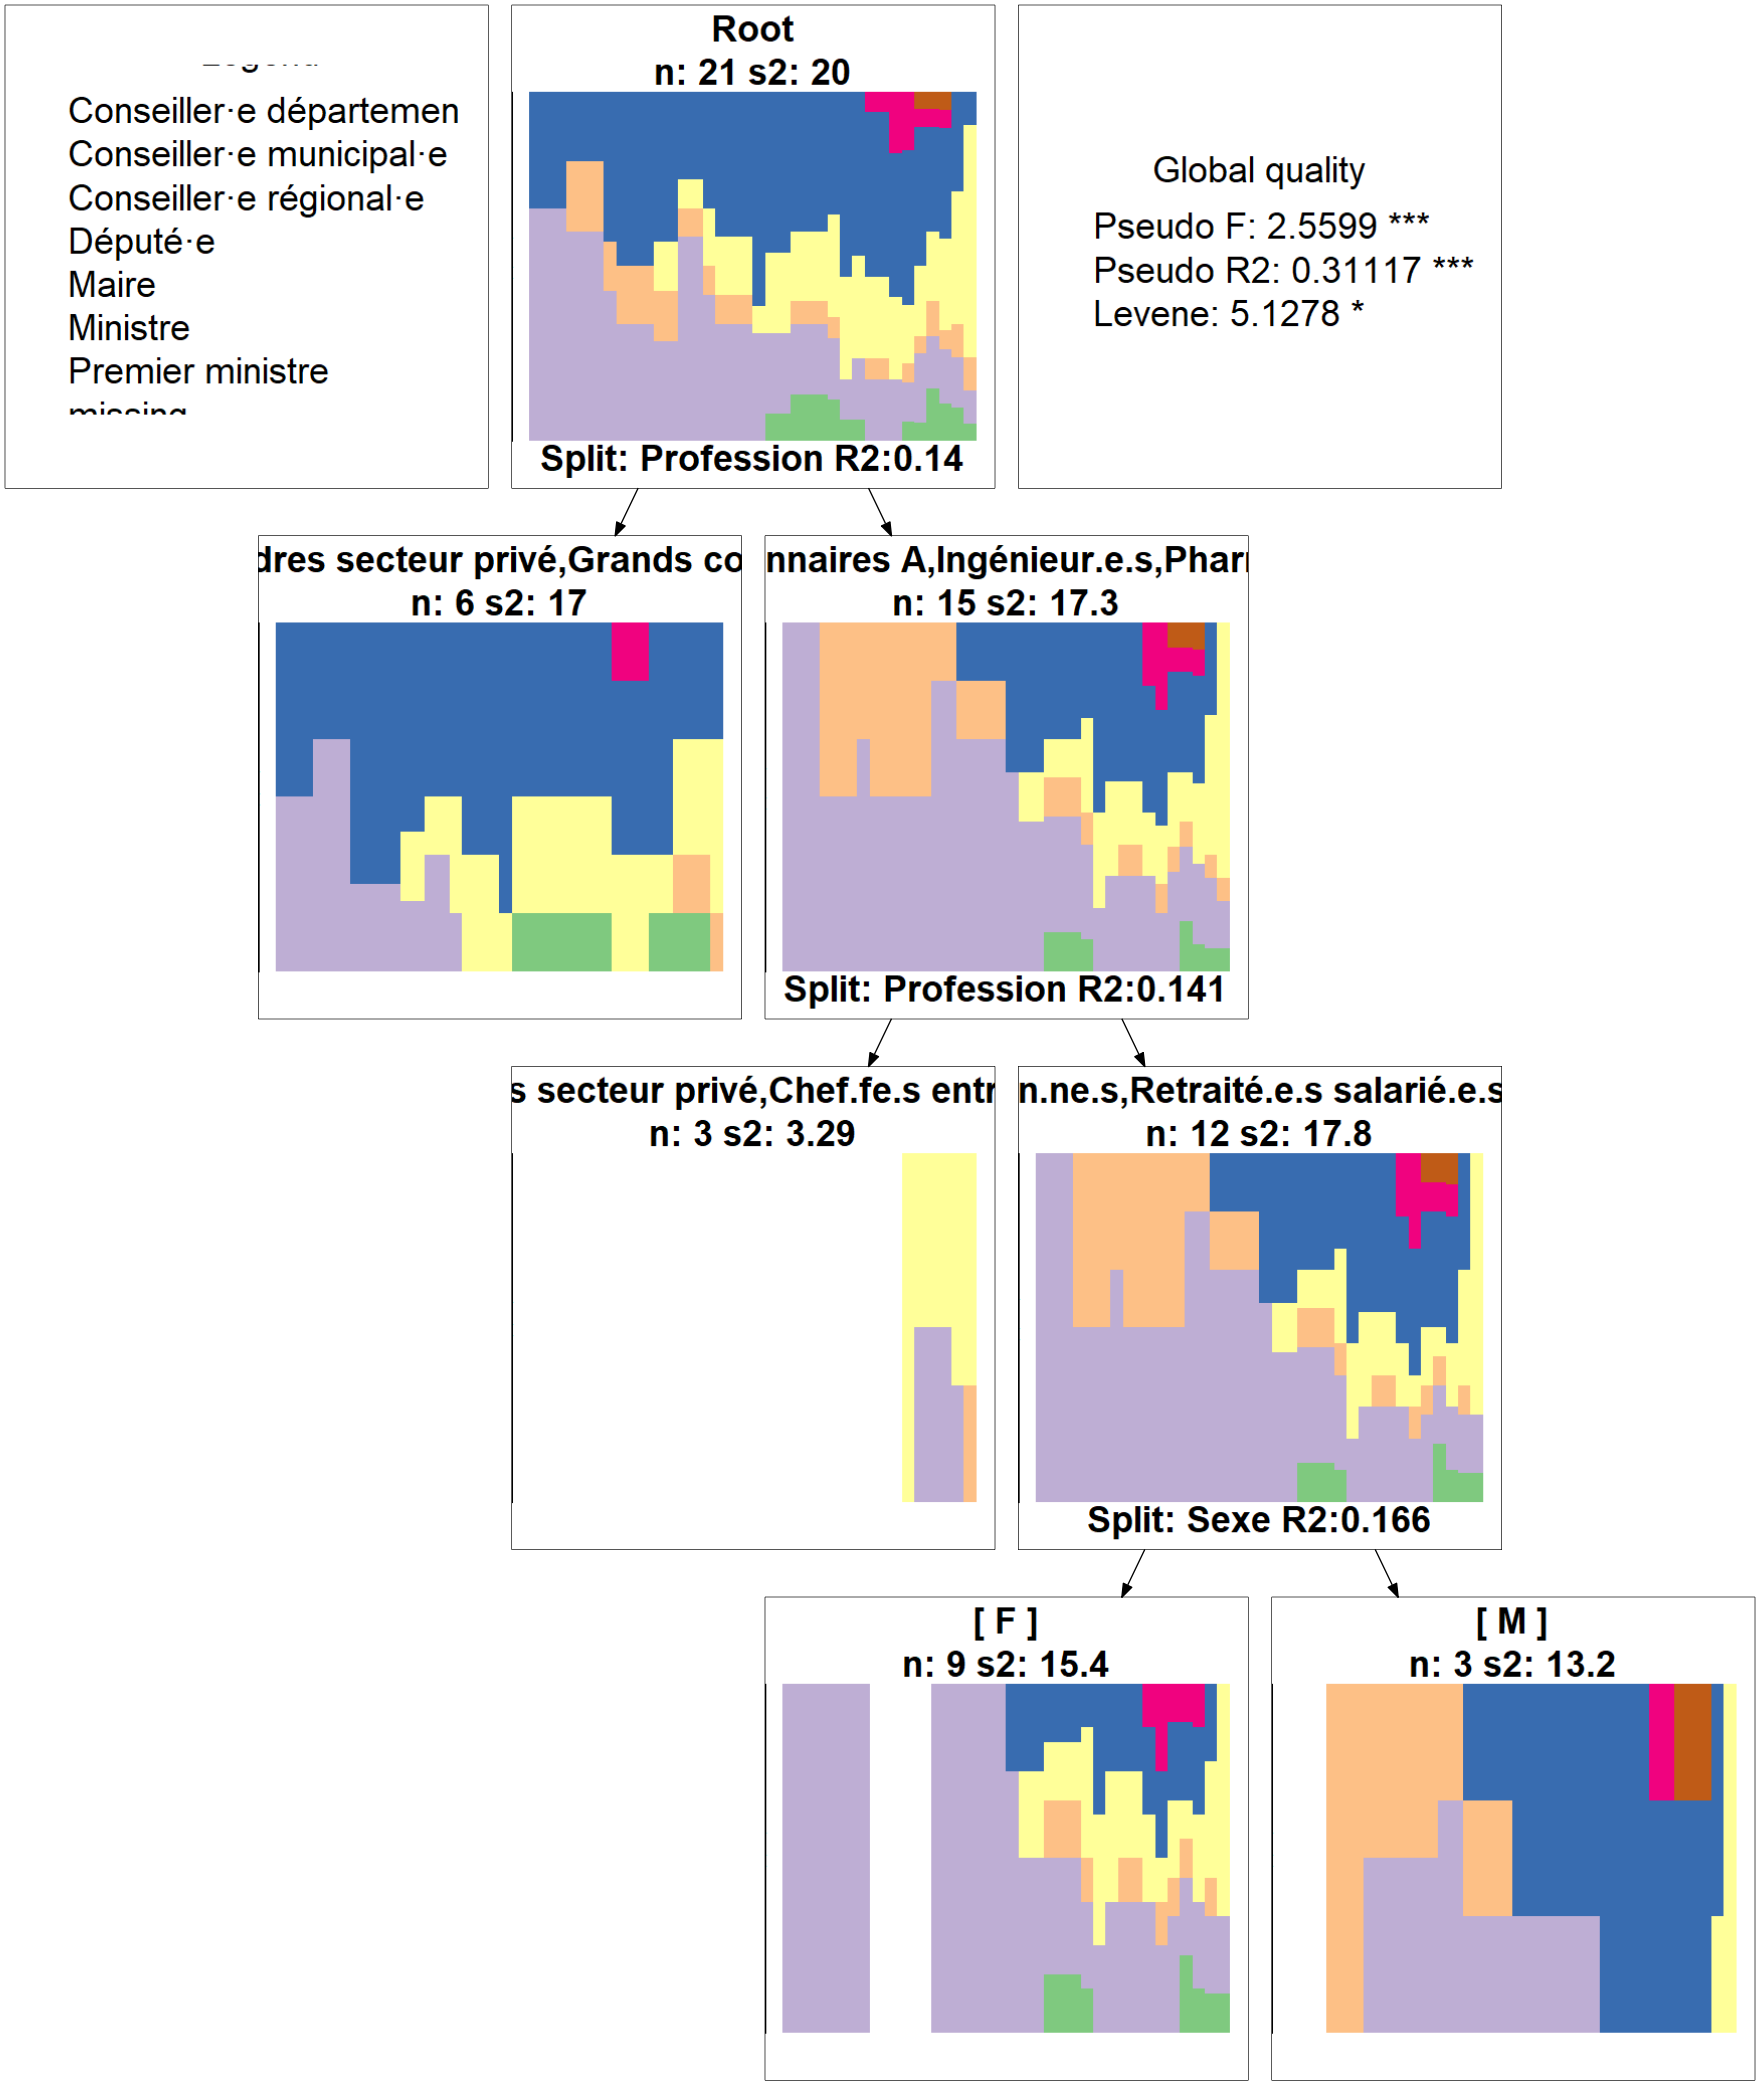 Conseiller·e départemen
Conseiller·e municipal·e
Conseiller·e régional·e
Député·e
Maire
Ministre
Premier ministre
missing
Root
n: 21 s2: 20
Split: Profession R2:0.14
Global quality
Pseudo F: 2.5599 ***
Pseudo R2: 0.31117 ***
Levene: 5.1278 *
dres secteur privé,Grands co
n: 6 s2: 17
nnaires A,Ingénieur.e.s,Phar
n: 15 s2: 17.3
Split: Profession R2:0.141
s secteur privé,Chef.fe.s entr
n: 3 s2: 3.29
n.ne.s,Retraité.e.s salarié.e.s
n: 12 s2: 17.8
Split: Sexe R2:0.166
[ F ]
n: 9 s2: 15.4
[ M ]
n: 3 s2: 13.2